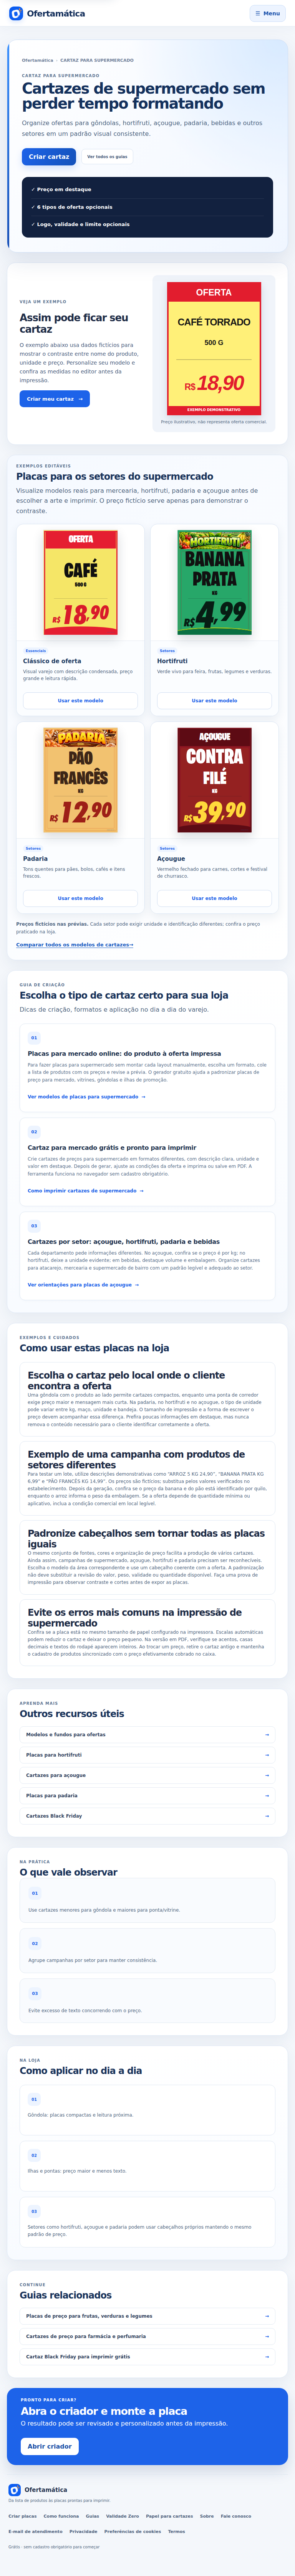 Ofertamática
☰ Menu
Ofertamática · CARTAZ PARA SUPERMERCADO
CARTAZ PARA SUPERMERCADO
Cartazes de supermercado sem
perder tempo formatando
Organize ofertas para gôndolas, hortifruti, açougue, padaria, bebidas e outros
setores em um padrão visual consistente.
Criar cartaz
Ver todos os guias
✓ Preço em destaque
✓ 6 tipos de oferta opcionais
✓ Logo, validade e limite opcionais
VEJA UM EXEMPLO
Assim pode ficar seu
cartaz
O exemplo abaixo usa dados fictícios para
mostrar o contraste entre nome do produto,
unidade e preço. Personalize seu modelo e
confira as medidas no editor antes da
impressão.
Criar meu cartaz →
OFERTA
CAFÉ TORRADO
500 G
R$ 18,90
EXEMPLO DEMONSTRATIVO
Preço ilustrativo, não representa oferta comercial.
EXEMPLOS EDITÁVEIS
Placas para os setores do supermercado
Visualize modelos reais para mercearia, hortifruti, padaria e açougue antes de
escolher a arte e imprimir. O preço fictício serve apenas para demonstrar o
contraste.
OFERTA
CAFÉ
500 G
R$ 18,90
Essenciais
Clássico de oferta
Visual varejo com descrição condensada, preço
grande e leitura rápida.
Usar este modelo
HORTIFRUTI
BANANA
PRATA
KG
R$ 4,99
Setores
Hortifruti
Verde vivo para feira, frutas, legumes e verduras.
Usar este modelo
PADARIA
PÃO
FRANCÊS
KG
R$ 12,90
Setores
Padaria
Tons quentes para pães, bolos, cafés e itens
frescos.
Usar este modelo
AÇOUGUE
CONTRA
FILÉ
KG
R$ 39,90
Setores
Açougue
Vermelho fechado para carnes, cortes e festival
de churrasco.
Usar este modelo
Preços fictícios nas prévias. Cada setor pode exigir unidade e identificação diferentes; confira o preço
praticado na loja.
Comparar todos os modelos de cartazes→
GUIA DE CRIAÇÃO
Escolha o tipo de cartaz certo para sua loja
Dicas de criação, formatos e aplicação no dia a dia do varejo.
01
Placas para mercado online: do produto à oferta impressa
Para fazer placas para supermercado sem montar cada layout manualmente, escolha um formato, cole
a lista de produtos com os preços e revise a prévia. O gerador gratuito ajuda a padronizar placas de
preço para mercado, vitrines, gôndolas e ilhas de promoção.
Ver modelos de placas para supermercado →
02
Cartaz para mercado grátis e pronto para imprimir
Crie cartazes de preços para supermercado em formatos diferentes, com descrição clara, unidade e
valor em destaque. Depois de gerar, ajuste as condições da oferta e imprima ou salve em PDF. A
ferramenta funciona no navegador sem cadastro obrigatório.
Como imprimir cartazes de supermercado →
03
Cartazes por setor: açougue, hortifruti, padaria e bebidas
Cada departamento pede informações diferentes. No açougue, confira se o preço é por kg; no
hortifruti, deixe a unidade evidente; em bebidas, destaque volume e embalagem. Organize cartazes
para atacarejo, mercearia e supermercado de bairro com um padrão legível e adequado ao setor.
Ver orientações para placas de açougue →
EXEMPLOS E CUIDADOS
Como usar estas placas na loja
Escolha o cartaz pelo local onde o cliente
encontra a oferta
Uma gôndola com o produto ao lado permite cartazes compactos, enquanto uma ponta de corredor
exige preço maior e mensagem mais curta. Na padaria, no hortifruti e no açougue, o tipo de unidade
pode variar entre kg, maço, unidade e bandeja. O tamanho da impressão e a forma de escrever o
preço devem acompanhar essa diferença. Prefira poucas informações em destaque, mas nunca
remova o conteúdo necessário para o cliente identificar corretamente a oferta.
Exemplo de uma campanha com produtos de
setores diferentes
Para testar um lote, utilize descrições demonstrativas como "ARROZ 5 KG 24,90", "BANANA PRATA KG
6,99" e "PÃO FRANCÊS KG 14,99". Os preços são fictícios; substitua pelos valores verificados no
estabelecimento. Depois da geração, confira se o preço da banana e do pão está identificado por quilo,
enquanto o arroz informa o peso da embalagem. Se a oferta depende de quantidade mínima ou
aplicativo, inclua a condição comercial em local legível.
Padronize cabeçalhos sem tornar todas as placas
iguais
O mesmo conjunto de fontes, cores e organização de preço facilita a produção de vários cartazes.
Ainda assim, campanhas de supermercado, açougue, hortifruti e padaria precisam ser reconhecíveis.
Escolha o modelo da área correspondente e use um cabeçalho coerente com a oferta. A padronização
não deve substituir a revisão do valor, peso, validade ou quantidade disponível. Faça uma prova de
impressão para observar contraste e cortes antes de expor as placas.
Evite os erros mais comuns na impressão de
supermercado
Confira se a placa está no mesmo tamanho de papel configurado na impressora. Escalas automáticas
podem reduzir o cartaz e deixar o preço pequeno. Na versão em PDF, verifique se acentos, casas
decimais e textos do rodapé aparecem inteiros. Ao trocar um preço, retire o cartaz antigo e mantenha
o cadastro de produtos sincronizado com o preço efetivamente cobrado no caixa.
APRENDA MAIS
Outros recursos úteis
Modelos e fundos para ofertas →
Placas para hortifruti →
Cartazes para açougue →
Placas para padaria →
Cartazes Black Friday →
NA PRÁTICA
O que vale observar
01
Use cartazes menores para gôndola e maiores para ponta/vitrine.
02
Agrupe campanhas por setor para manter consistência.
03
Evite excesso de texto concorrendo com o preço.
NA LOJA
Como aplicar no dia a dia
01
Gôndola: placas compactas e leitura próxima.
02
Ilhas e pontas: preço maior e menos texto.
03
Setores como hortifruti, açougue e padaria podem usar cabeçalhos próprios mantendo o mesmo
padrão de preço.
CONTINUE
Guias relacionados
Placas de preço para frutas, verduras e legumes →
Cartazes de preço para farmácia e perfumaria →
Cartaz Black Friday para imprimir grátis →
PRONTO PARA CRIAR?
Abra o criador e monte a placa
O resultado pode ser revisado e personalizado antes da impressão.
Abrir criador
Ofertamática
Da lista de produtos às placas prontas para imprimir.
Criar placas Como funciona Guias Validade Zero Papel para cartazes Sobre Fale conosco
E-mail de atendimento Privacidade Preferências de cookies Termos
Grátis · sem cadastro obrigatório para começar